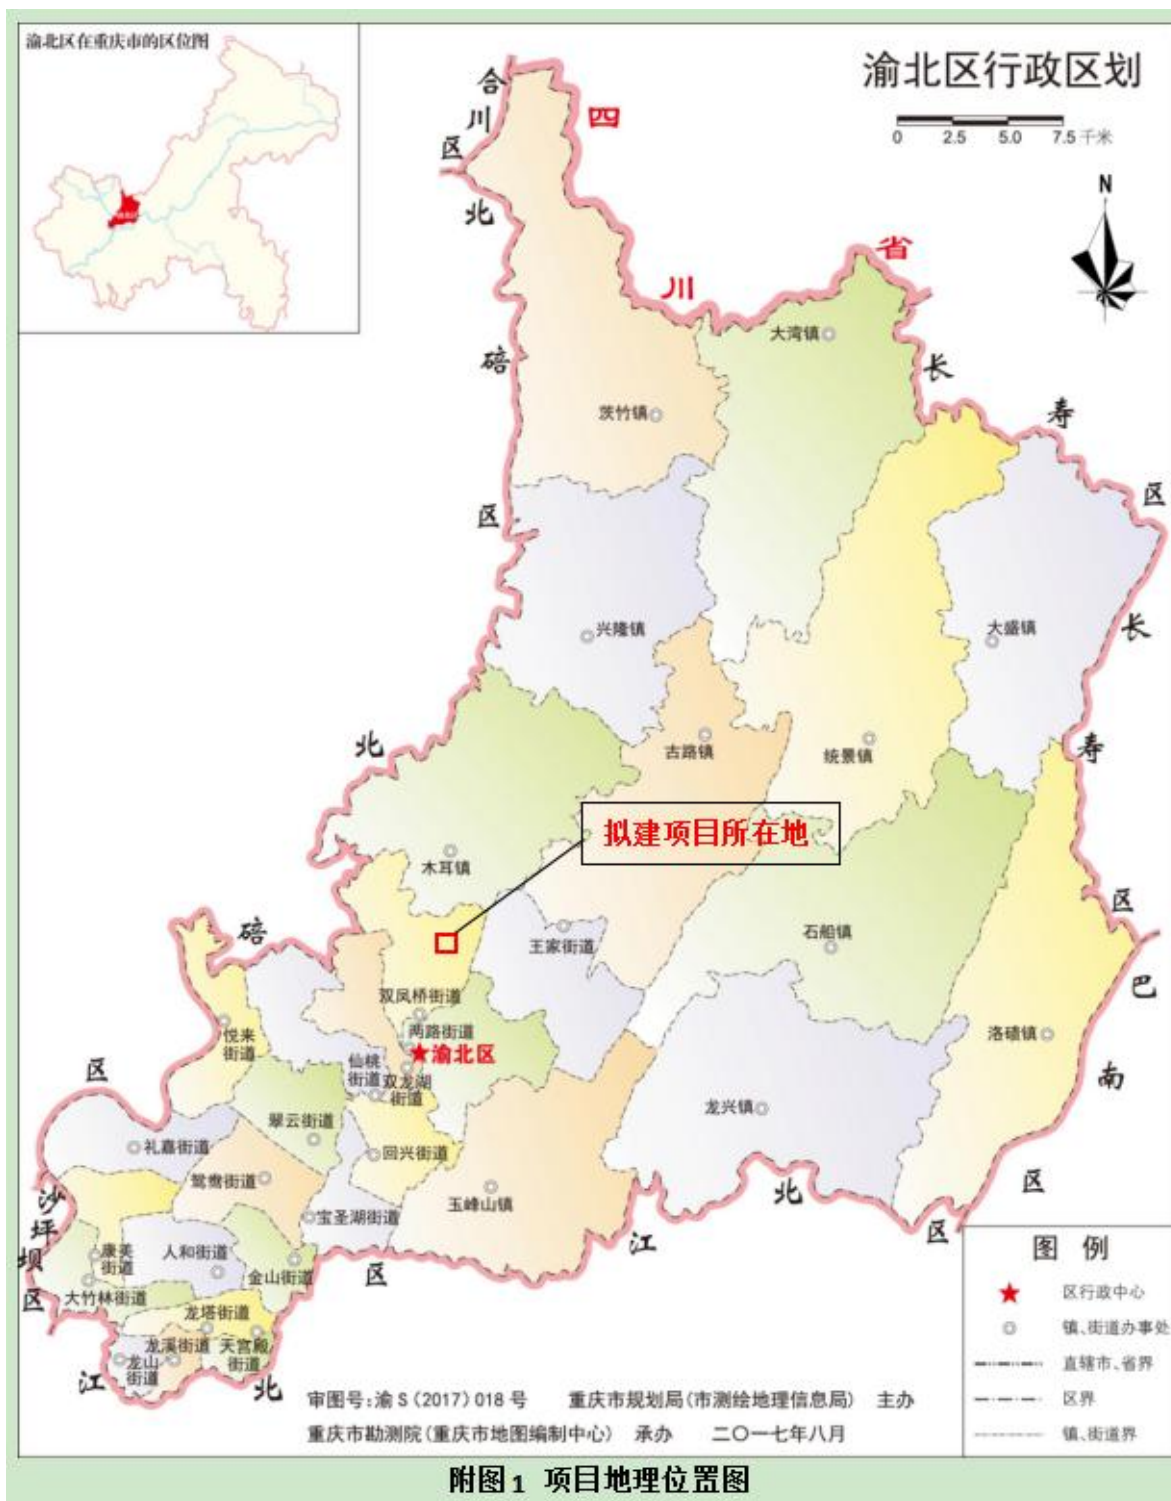 渝北区在重庆市的区位图
渝北区行政区划
0 2.5 5.0 7.5 千米
N
合川区
四川省
北碚区
长寿区
大湾镇
茨竹镇
兴隆镇
大盛镇
长寿区
古路镇
统景镇
北碚区
拟建项目所在地
木耳镇
王家街道
石船镇
双凤桥街道
悦来
街道
两路街道
渝北区
仙桃
街道
双龙湖
街道
洛碛镇
巴南区
龙兴镇
翠云街道
礼嘉街道
回兴街道
鸳鸯街道
玉峰山镇
宝圣湖街道
沙坪坝区
江北区
康美
街道
人和街道
金山街道
大竹林街道
龙塔街道
龙溪街道
天宫殿
街道
龙山
街道
江北区
图例
区行政中心
镇、街道办事处
直辖市、省界
区界
镇、街道界
审图号:渝S(2017)018号 重庆市规划局(市测绘地理信息局) 主办
重庆市勘测院(重庆市地图编制中心) 承办 二〇一七年八月
附图1 项目地理位置图